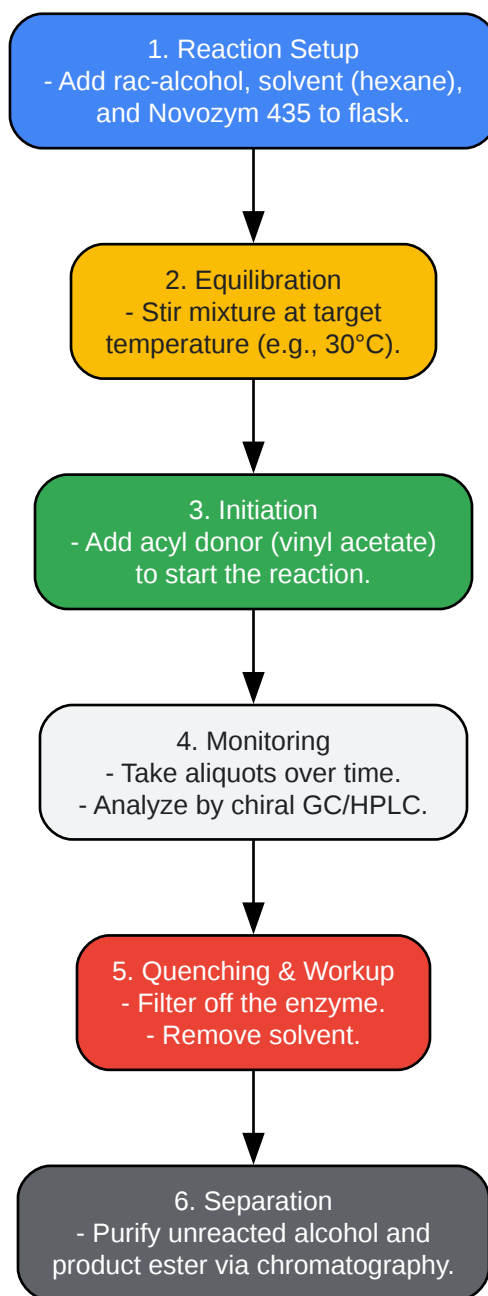 1. Reaction Setup
- Add rac-alcohol, solvent (hexane),
and Novozym 435 to flask.
2. Equilibration
- Stir mixture at target
temperature (e.g., 30°C).
3. Initiation
- Add acyl donor (vinyl acetate)
to start the reaction.
4. Monitoring
- Take aliquots over time.
- Analyze by chiral GC/HPLC.
5. Quenching & Workup
- Filter off the enzyme.
- Remove solvent.
6. Separation
- Purify unreacted alcohol and
product ester via chromatography.